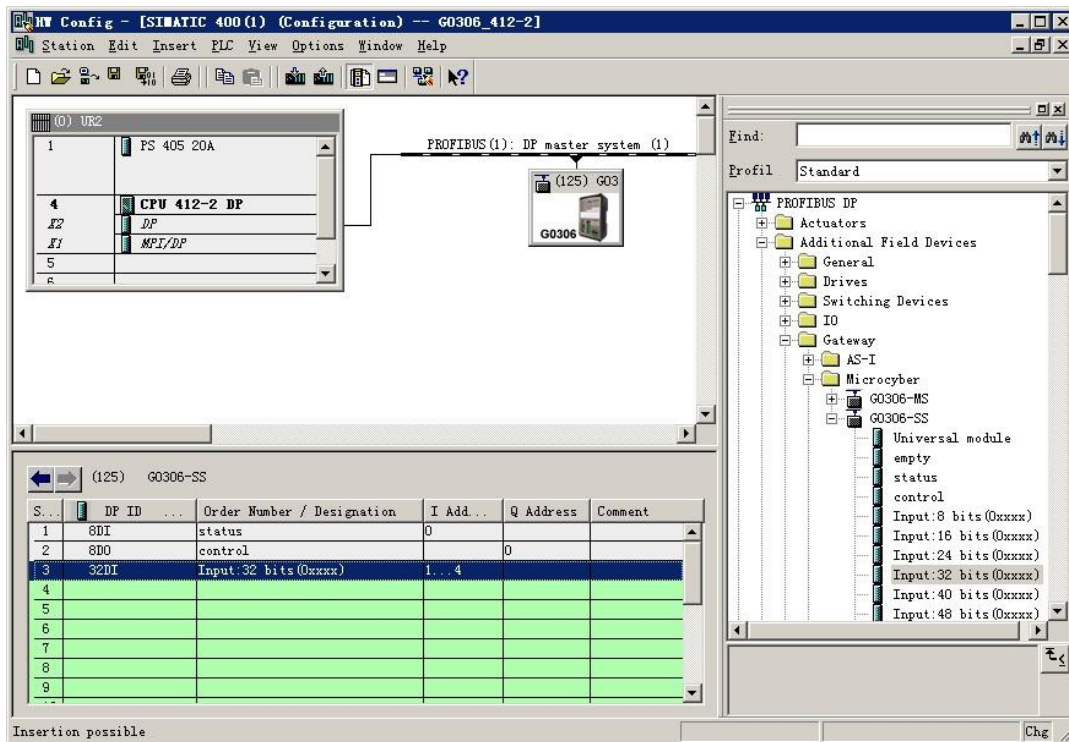 HW Config - [SIMATIC 400(1) (Configuration) -- G0306_412-2]
Station Edit Insert PLC View Options Window Help
(0) UR2
1 PS 405 20A
4 CPU 412-2 DP
X2 DP
X1 MPI/DP
5
6
PROFIBUS(1): DP master system (1)
(125) G03
G0306
Find:
Profil Standard
PROFIBUS DP
Actuators
Additional Field Devices
General
Drives
Switching Devices
IO
Gateway
AS-I
Microcyber
G0306-MS
G0306-SS
Universal module
empty
status
control
Input:8 bits(0xxxx)
Input:16 bits(0xxxx)
Input:24 bits(0xxxx)
Input:32 bits(0xxxx)
Input:40 bits(0xxxx)
Input:48 bits(0xxxx)
(125) G0306-SS
S... DP ID ... Order Number / Designation I Add... Q Address Comment
1 8DI status 0
2 8DO control 0
3 32DI Input:32 bits(0xxxx) 1...4
4
5
6
7
8
9
Insertion possible
Chg